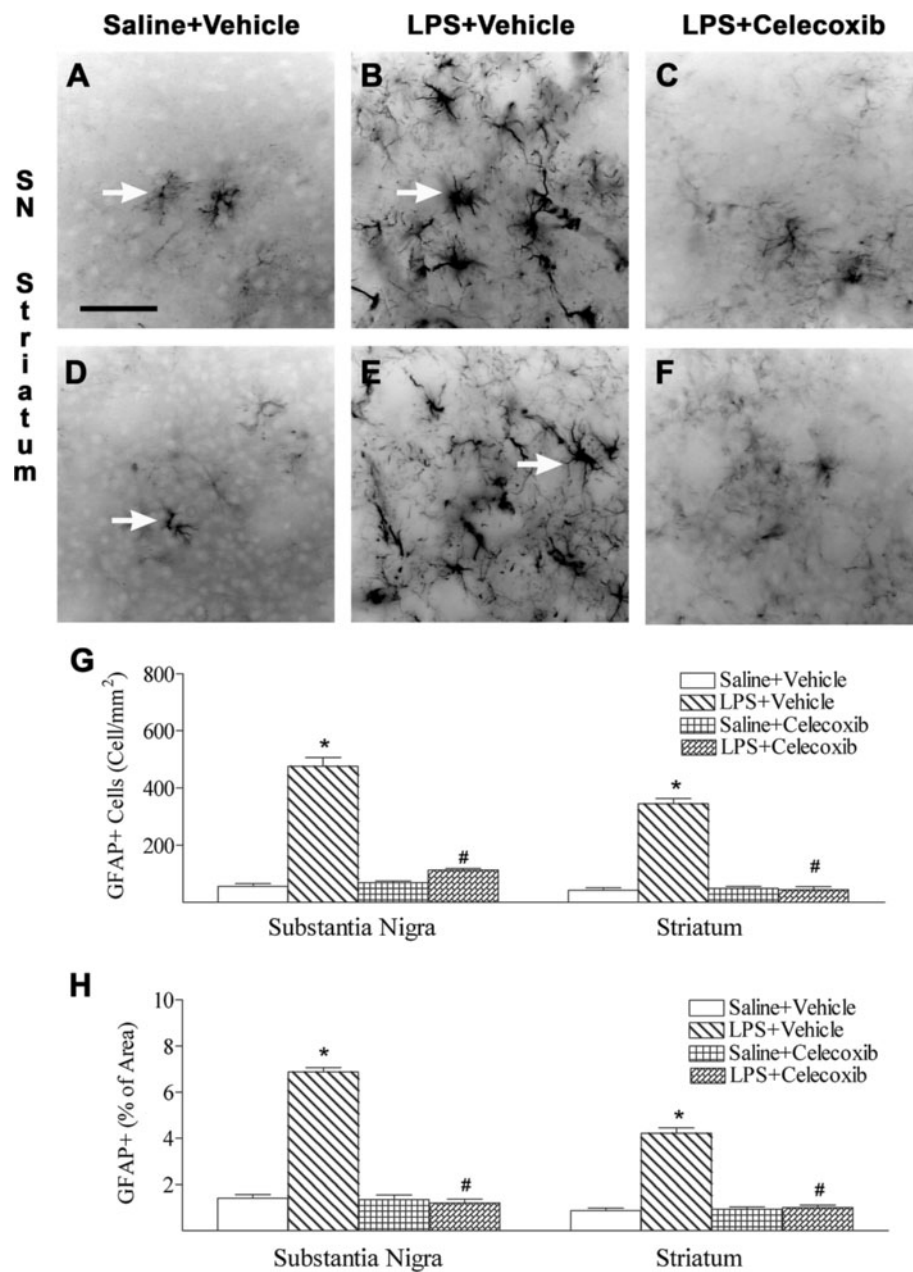 Saline+Vehicle LPS+Vehicle LPS+Celecoxib
A B C
SN
D E F
Striatum
G
800
600
400
200
GFAP+ Cells (Cell/mm²)
Saline+Vehicle
LPS+Vehicle
Saline+Celecoxib
LPS+Celecoxib
* # * #
Substantia Nigra Striatum
H
10
8
6
4
2
GFAP+ (% of Area)
Saline+Vehicle
LPS+Vehicle
Saline+Celecoxib
LPS+Celecoxib
* # * #
Substantia Nigra Striatum